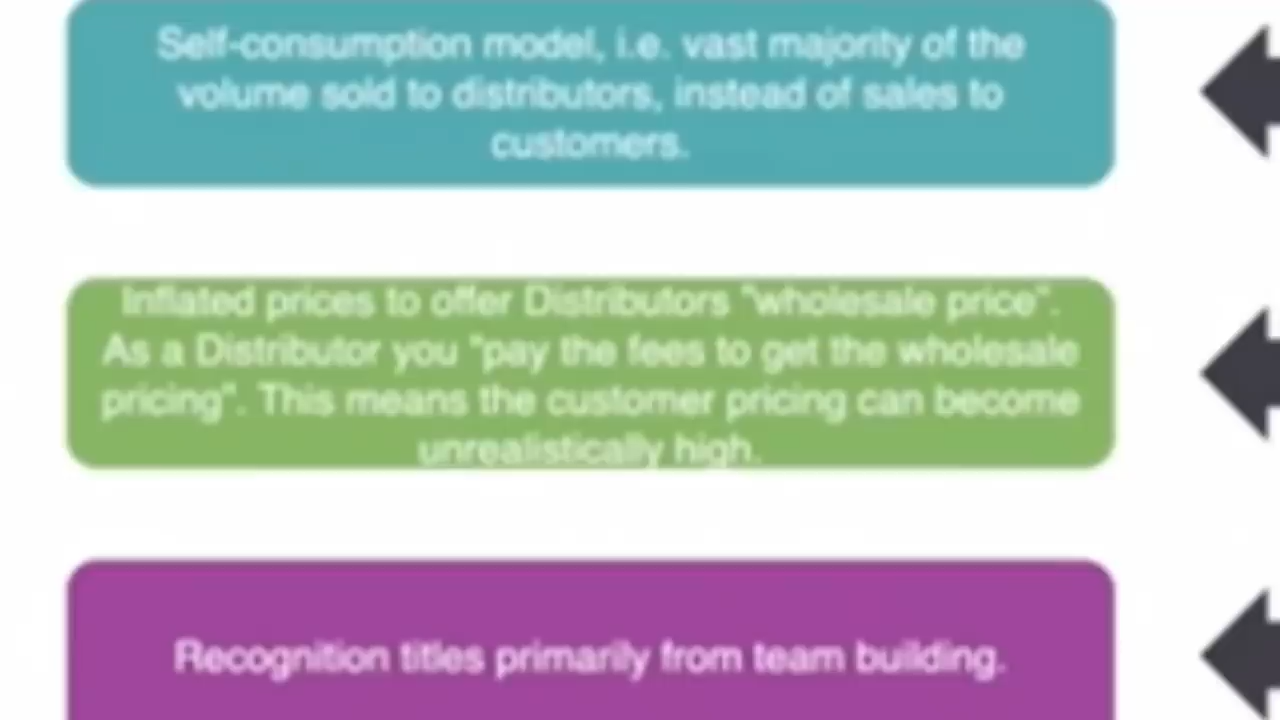 Self-consumption model, i.e. vast majority of the
volume sold to distributors, instead of sales to
customers.
Inflated prices to offer Distributors "wholesale price".
As a Distributor you "pay the fees to get the wholesale
pricing". This means the customer pricing can become
unrealistically high.
Recognition titles primarily from team building.